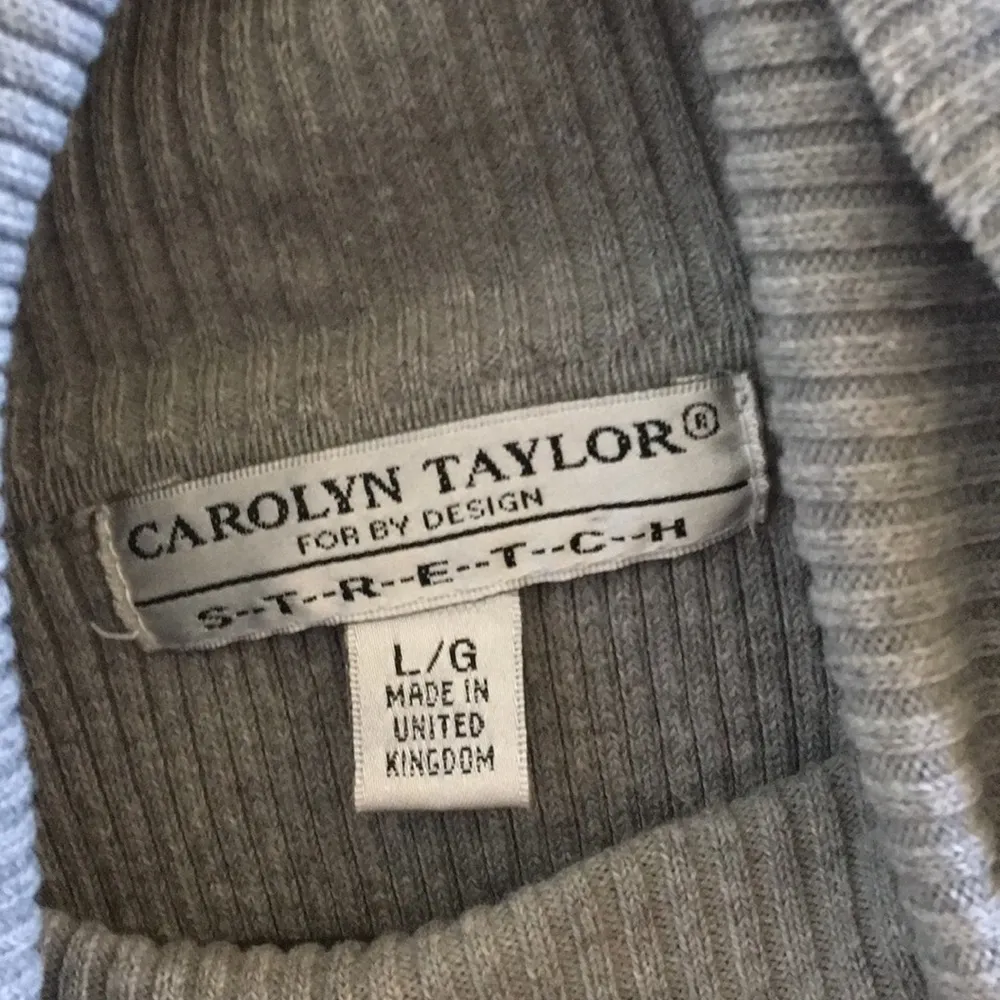 CAROLYN TAYLOR®
FOR BY DESIGN
S--T--R--E--T--C--H
L/G
MADE IN
UNITED
KINGDOM